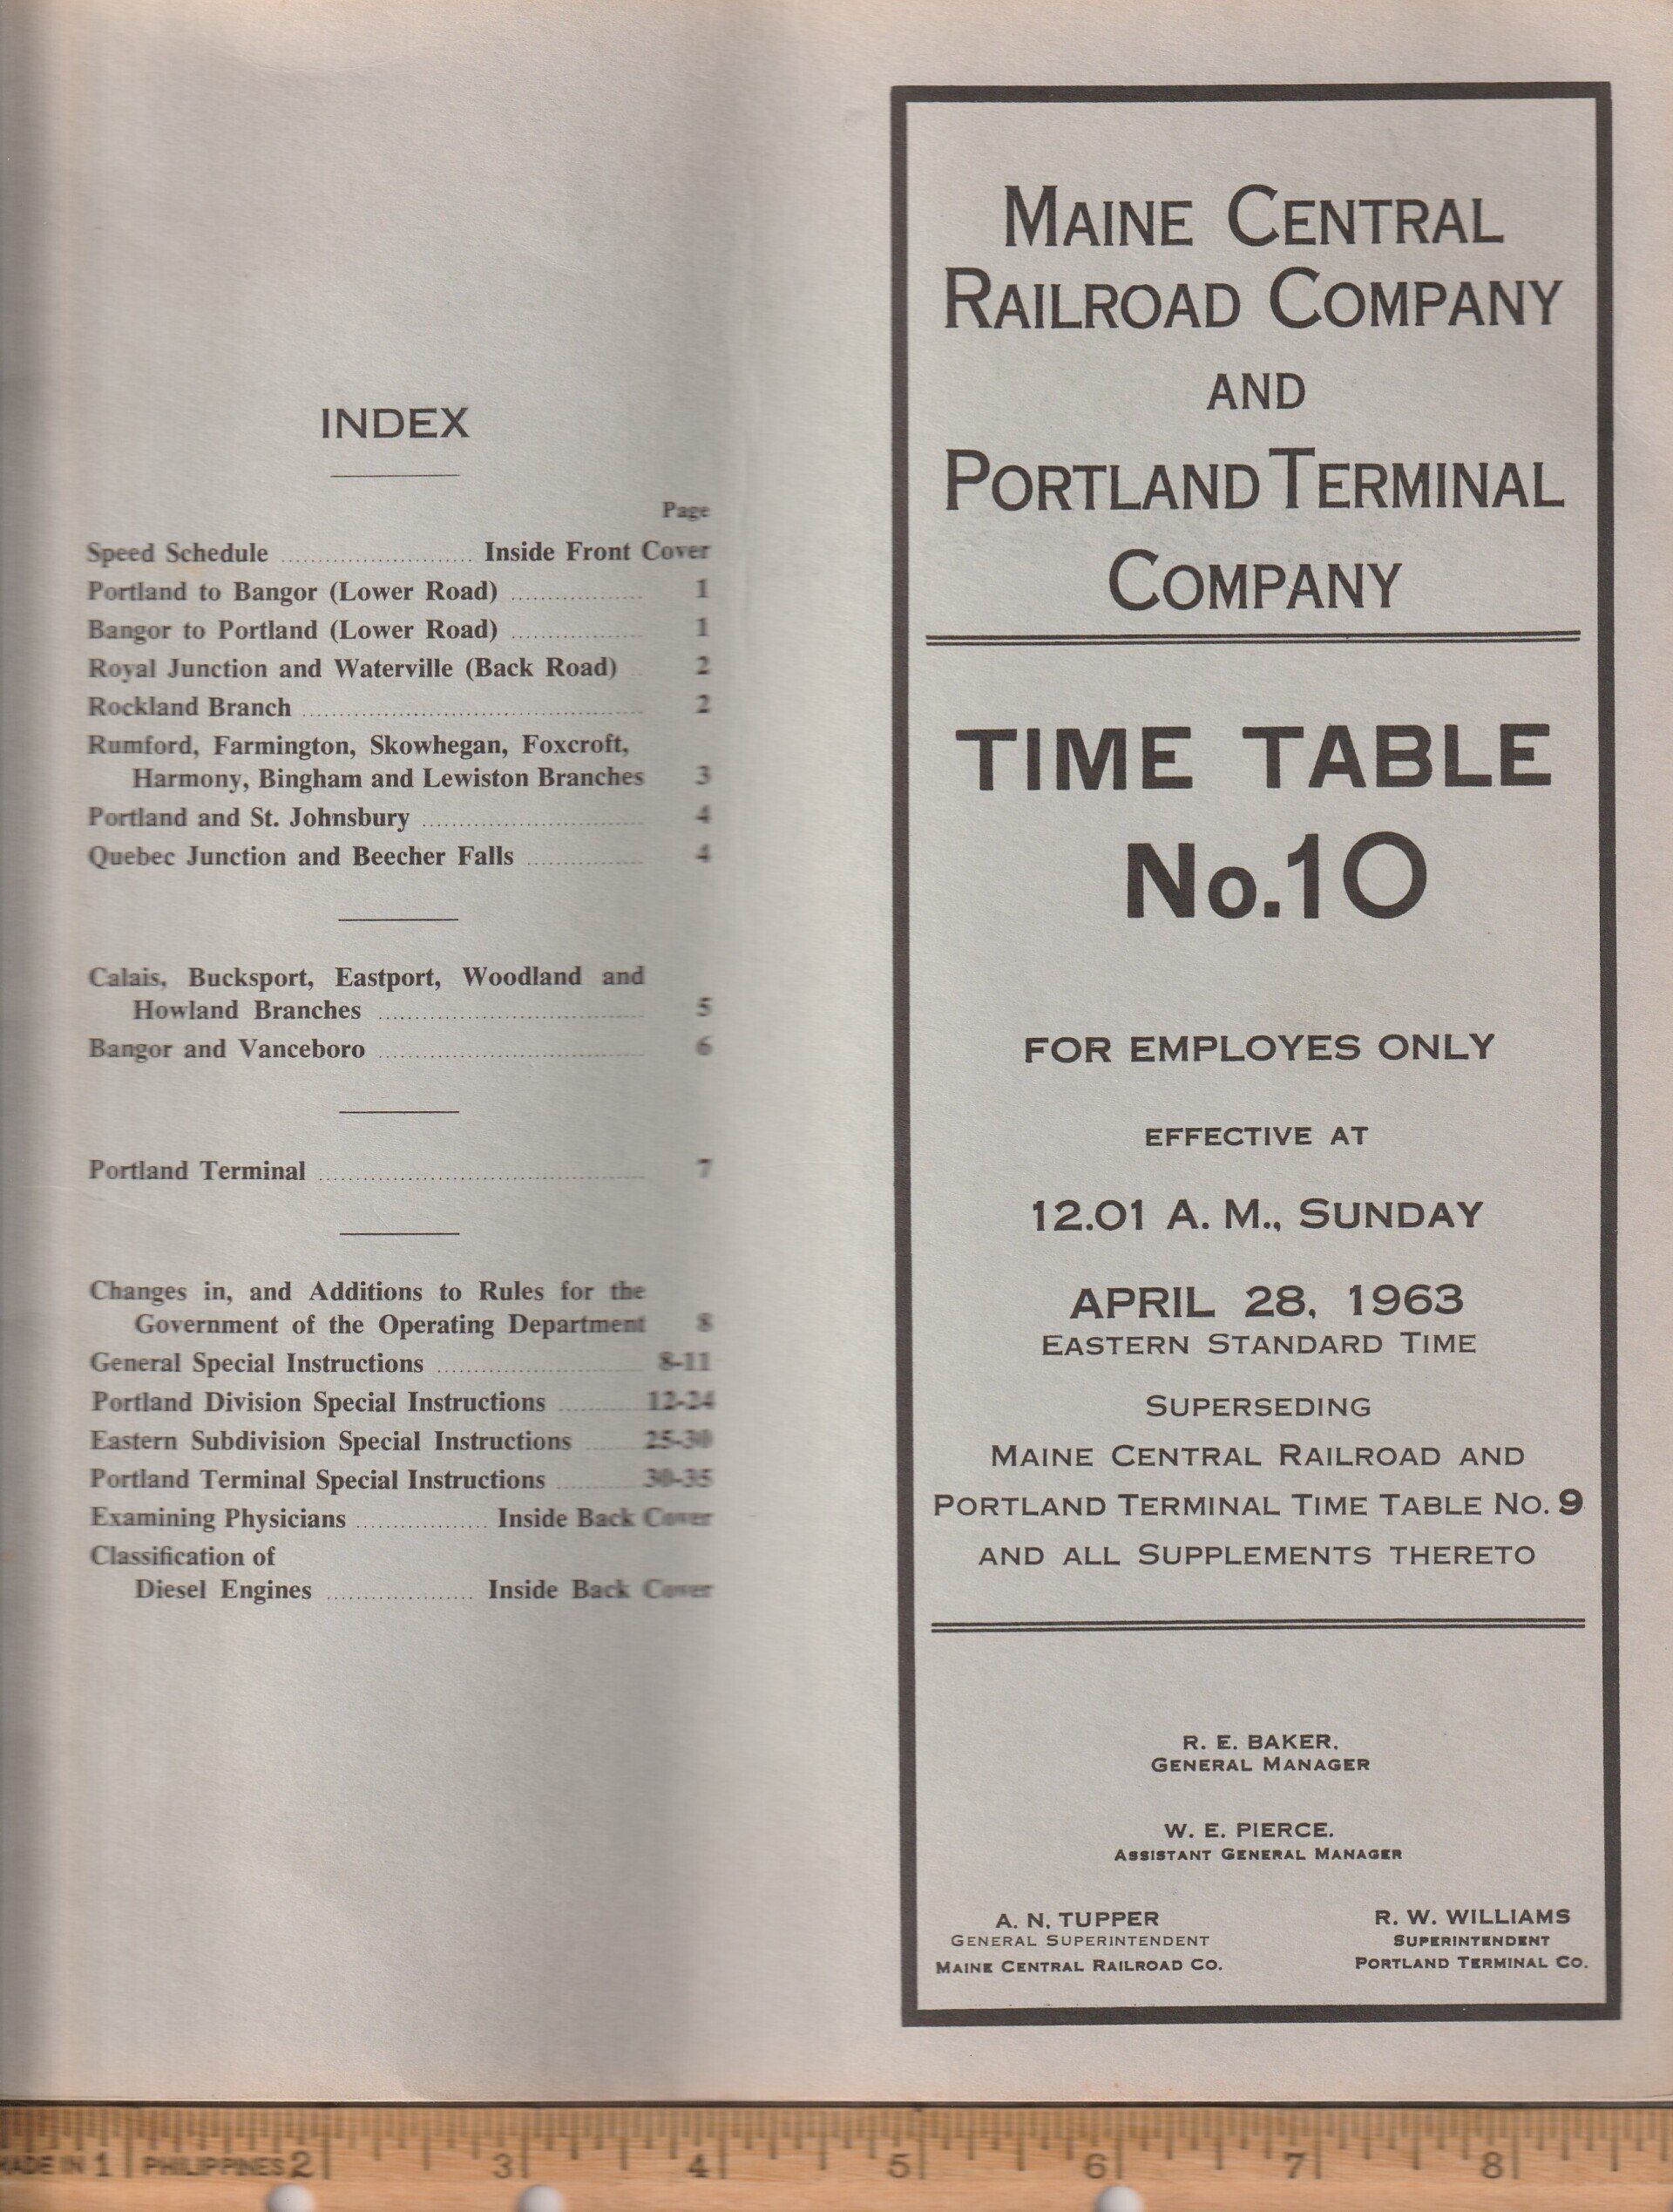 INDEX
Page
Speed Schedule ........................ Inside Front Cover
Portland to Bangor (Lower Road) ................. 1
Bangor to Portland (Lower Road) ................. 1
Royal Junction and Waterville (Back Road) 2
Rockland Branch ............................................ 2
Rumford, Farmington, Skowhegan, Foxcroft,
Harmony, Bingham and Lewiston Branches 3
Portland and St. Johnsbury ............................. 4
Quebec Junction and Beecher Falls ............... 4
Calais, Bucksport, Eastport, Woodland and
Howland Branches .................................. 5
Bangor and Vanceboro .................................. 6
Portland Terminal .......................................... 7
Changes in, and Additions to Rules for the
Government of the Operating Department 8
General Special Instructions .......................... 8-11
Portland Division Special Instructions .......... 12-24
Eastern Subdivision Special Instructions ...... 25-30
Portland Terminal Special Instructions .......... 30-35
Examining Physicians ................. Inside Back Cover
Classification of
Diesel Engines ................... Inside Back Cover
MAINE CENTRAL
RAILROAD COMPANY
AND
PORTLAND TERMINAL
COMPANY
TIME TABLE
No.10
FOR EMPLOYES ONLY
EFFECTIVE AT
12.01 A. M., SUNDAY
APRIL 28, 1963
EASTERN STANDARD TIME
SUPERSEDING
MAINE CENTRAL RAILROAD AND
PORTLAND TERMINAL TIME TABLE NO. 9
AND ALL SUPPLEMENTS THERETO
R. E. BAKER,
GENERAL MANAGER
W. E. PIERCE,
ASSISTANT GENERAL MANAGER
A. N. TUPPER
GENERAL SUPERINTENDENT
MAINE CENTRAL RAILROAD CO.
R. W. WILLIAMS
SUPERINTENDENT
PORTLAND TERMINAL CO.
MADE IN 1 PHILIPPINES 2 3 4 5 6 7 8